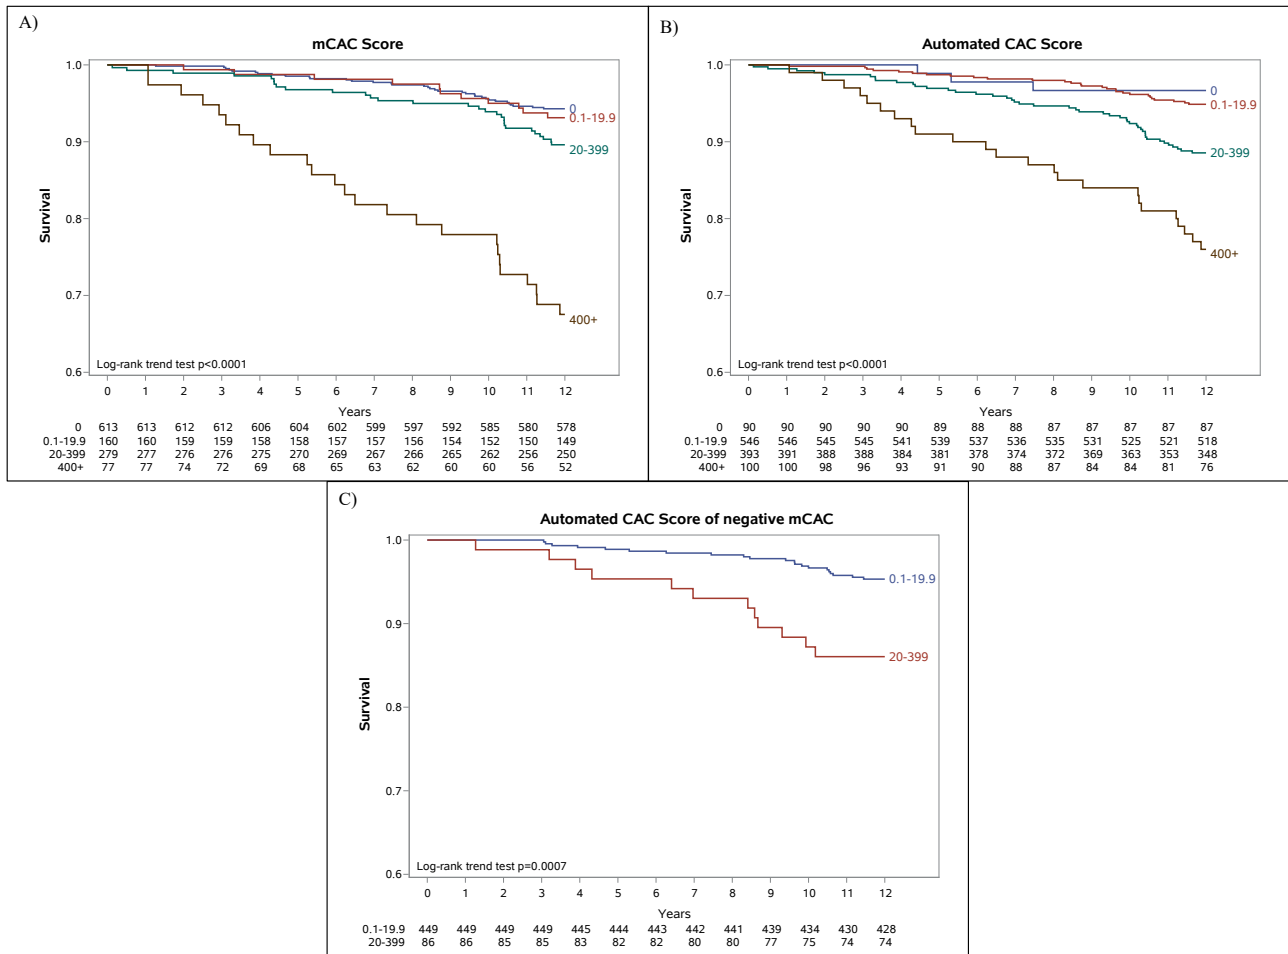 A)
mCAC Score
1.0
0.9
0.8
0.7
0.6
Survival
0
0.1-19.9
20-399
400+
Log-rank trend test p<0.0001
0 1 2 3 4 5 6 7 8 9 10 11 12
Years
0 613 613 612 612 606 604 602 599 597 592 585 580 578
0.1-19.9 160 160 159 159 158 158 157 157 156 154 152 150 149
20-399 279 277 276 276 275 270 269 267 266 265 262 256 250
400+ 77 77 74 72 69 68 65 63 62 60 60 56 52
B)
Automated CAC Score
1.0
0.9
0.8
0.7
0.6
Survival
0
0.1-19.9
20-399
400+
Log-rank trend test p<0.0001
0 1 2 3 4 5 6 7 8 9 10 11 12
Years
0 90 90 90 90 90 89 88 88 87 87 87 87 87
0.1-19.9 546 546 545 545 541 539 537 536 535 531 525 521 518
20-399 393 391 388 388 384 381 378 374 372 369 363 353 348
400+ 100 100 98 96 93 91 90 88 87 84 84 81 76
C)
Automated CAC Score of negative mCAC
1.0
0.9
0.8
0.7
0.6
Survival
0.1-19.9
20-399
Log-rank trend test p=0.0007
0 1 2 3 4 5 6 7 8 9 10 11 12
Years
0.1-19.9 449 449 449 449 445 444 443 442 441 439 434 430 428
20-399 86 86 85 85 83 82 82 80 80 77 75 74 74